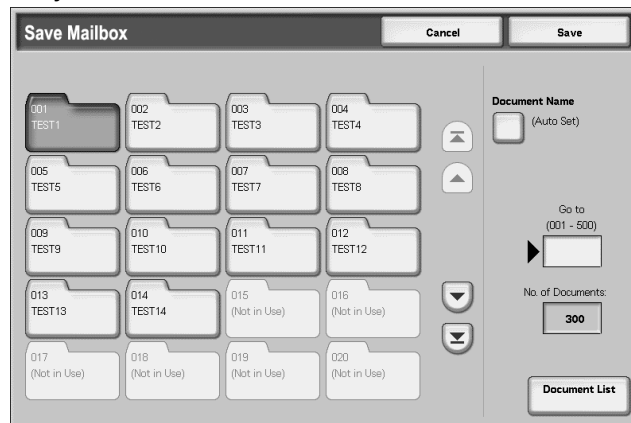 Save Mailbox
Cancel
Save
001
TEST1
002
TEST2
003
TEST3
004
TEST4
005
TEST5
006
TEST6
007
TEST7
008
TEST8
009
TEST9
010
TEST10
011
TEST11
012
TEST12
013
TEST13
014
TEST14
015
(Not in Use)
016
(Not in Use)
017
(Not in Use)
018
(Not in Use)
019
(Not in Use)
020
(Not in Use)
Document Name
(Auto Set)
Go to
(001 - 500)
No. of Documents:
300
Document List